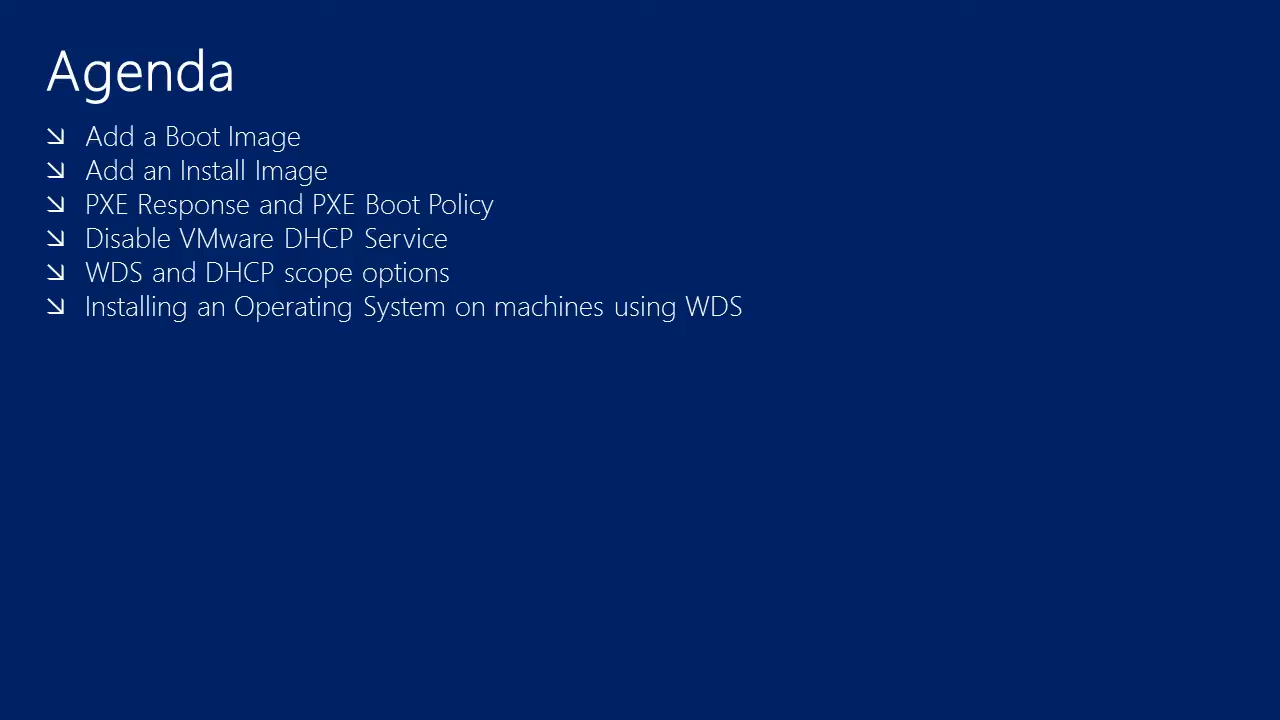 Agenda
Add a Boot Image
Add an Install Image
PXE Response and PXE Boot Policy
Disable VMware DHCP Service
WDS and DHCP scope options
Installing an Operating System on machines using WDS